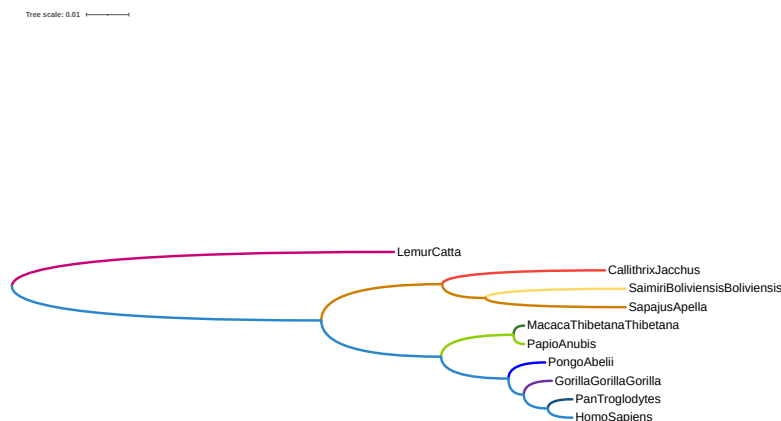 Tree scale: 0.01
LemurCatta
CallithrixJacchus
SaimiriBoliviensisBoliviensis
SapajusApella
MacacaThibetanaThibetana
PapioAnubis
PongoAbelii
GorillaGorillaGorilla
PanTroglodytes
HomoSapiens